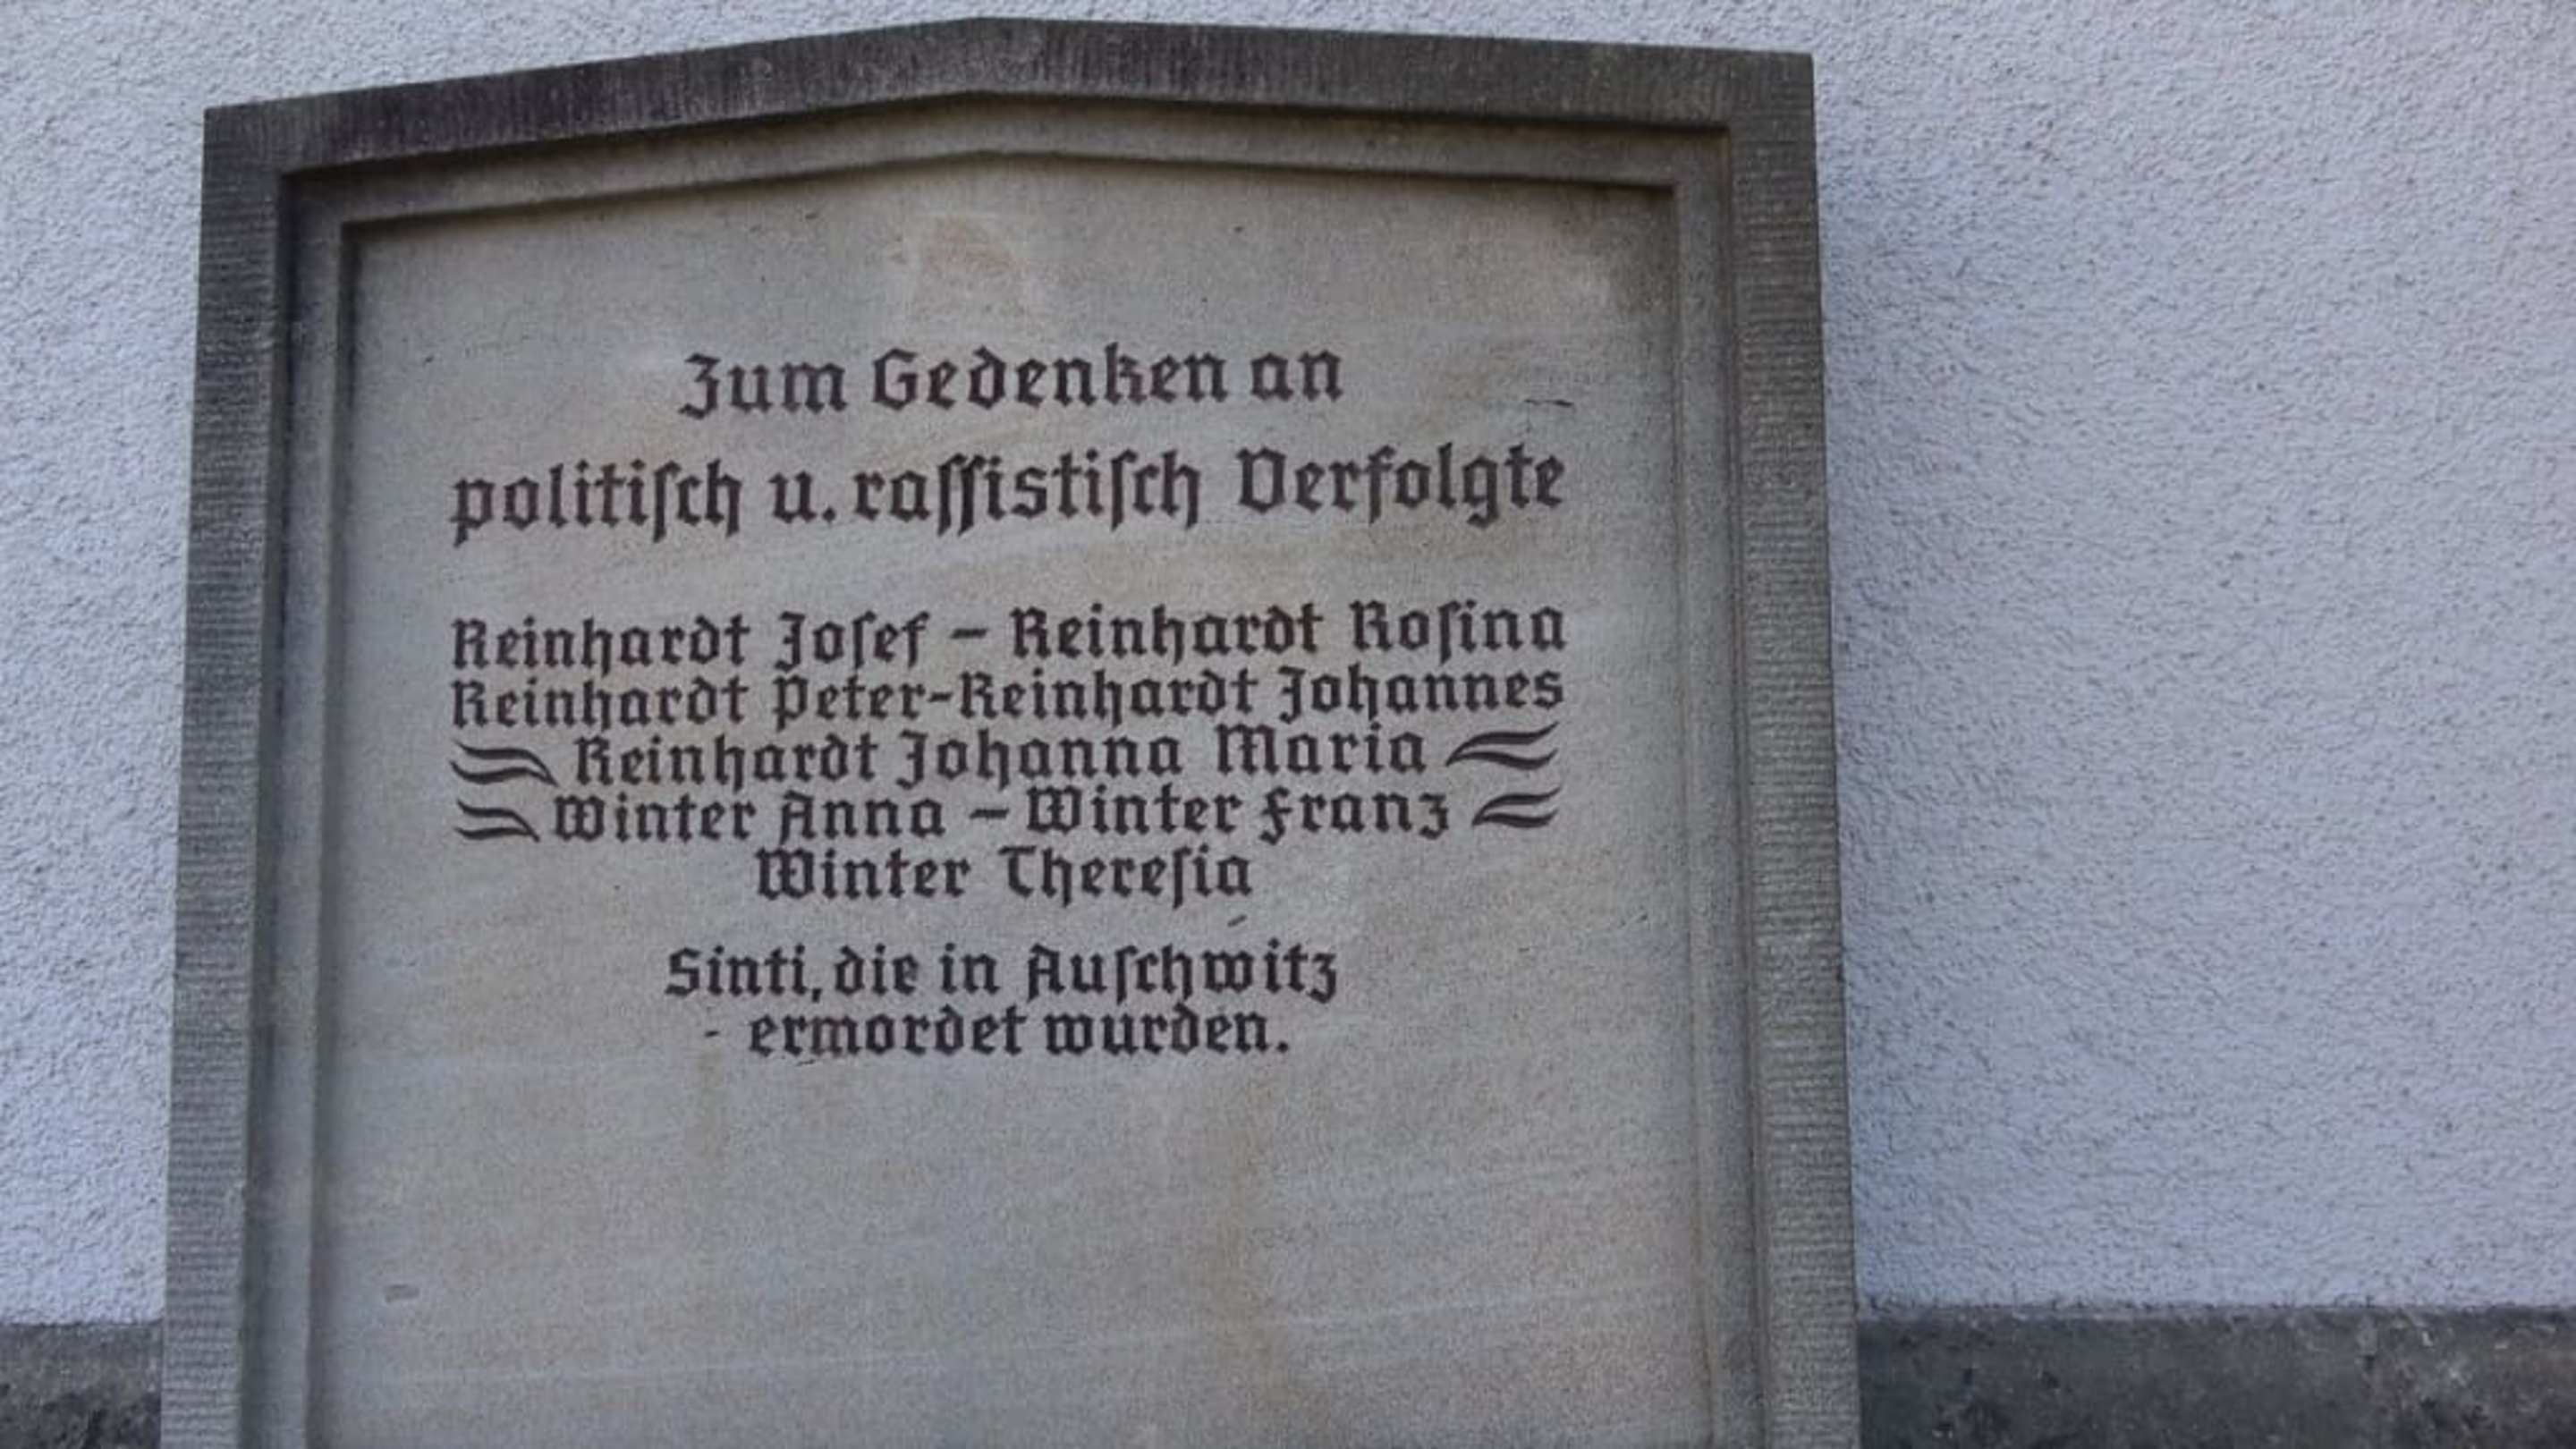 Zum Gedenken an
politiſch u. raſſistiſch Verfolgte
Reinhardt Joſef – Reinhardt Roſina
Reinhardt Peter-Reinhardt Johannes
Reinhardt Johanna Maria
Winter Anna – Winter Franz
Winter Thereſia
Sinti, die in Auſchwitz
- ermordet wurden.